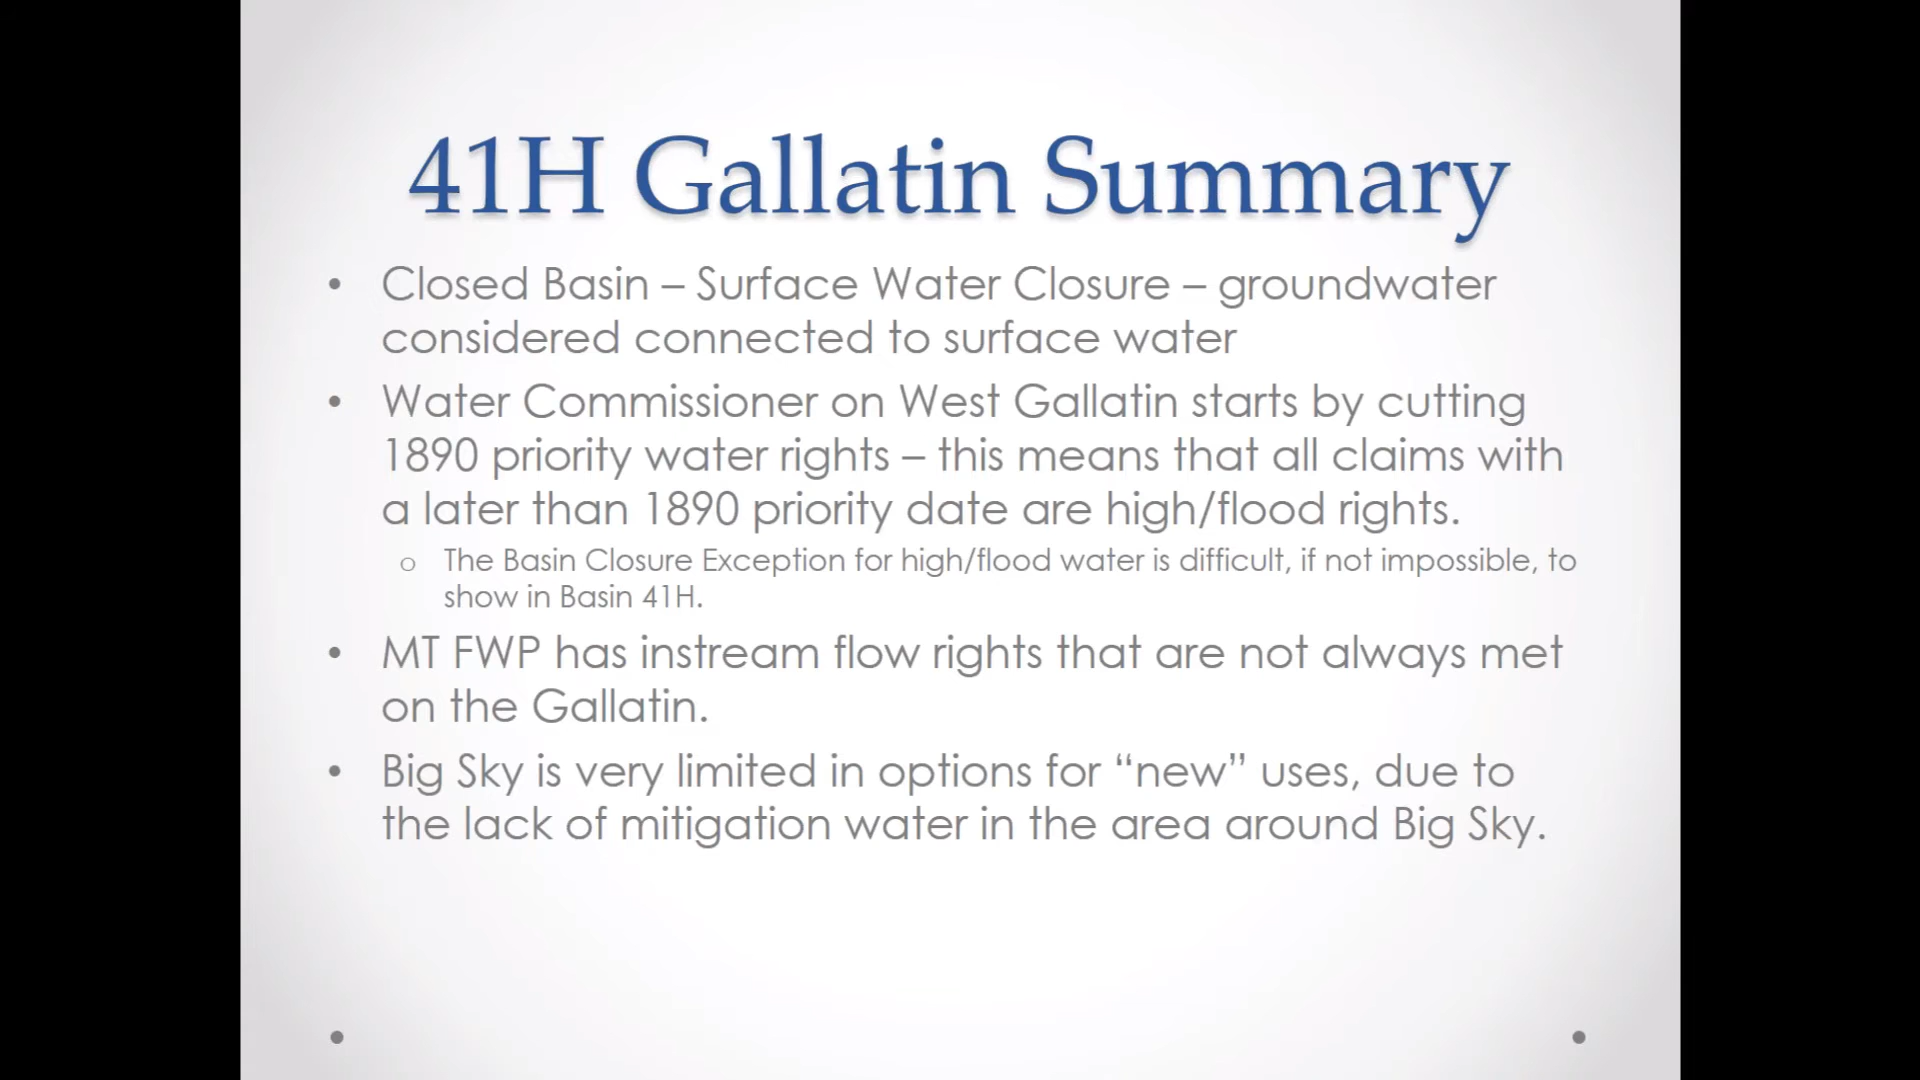 41H Gallatin Summary
• Closed Basin – Surface Water Closure – groundwater
considered connected to surface water
• Water Commissioner on West Gallatin starts by cutting
1890 priority water rights – this means that all claims with
a later than 1890 priority date are high/flood rights.
o The Basin Closure Exception for high/flood water is difficult, if not impossible, to
show in Basin 41H.
• MT FWP has instream flow rights that are not always met
on the Gallatin.
• Big Sky is very limited in options for “new” uses, due to
the lack of mitigation water in the area around Big Sky.